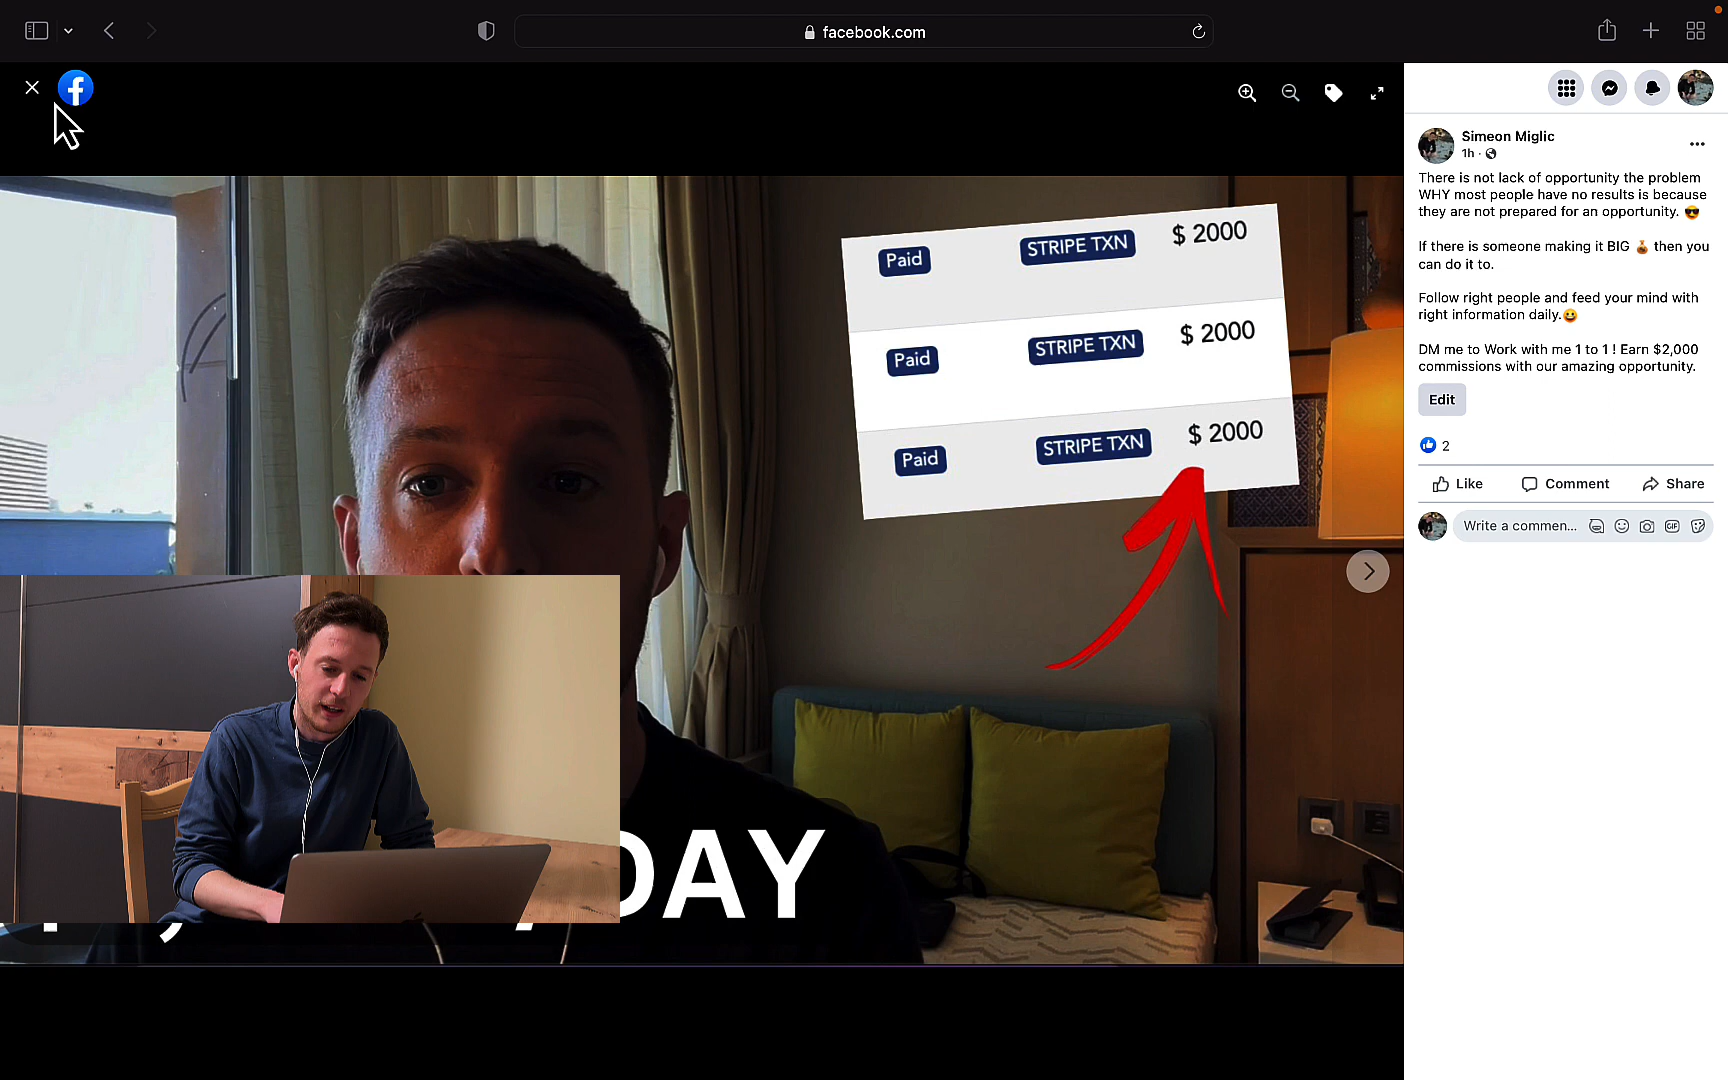 facebook.com
Simeon Miglic
1h ·
There is not lack of opportunity the problem
WHY most people have no results is because
they are not prepared for an opportunity. 😎
If there is someone making it BIG 💰 then you
can do it to.
Follow right people and feed your mind with
right information daily.😀
DM me to Work with me 1 to 1 ! Earn $2,000
commissions with our amazing opportunity.
Edit
2
Like Comment Share
Write a commen...
GIF
Paid STRIPE TXN $ 2000
Paid STRIPE TXN $ 2000
Paid STRIPE TXN $ 2000
DAY